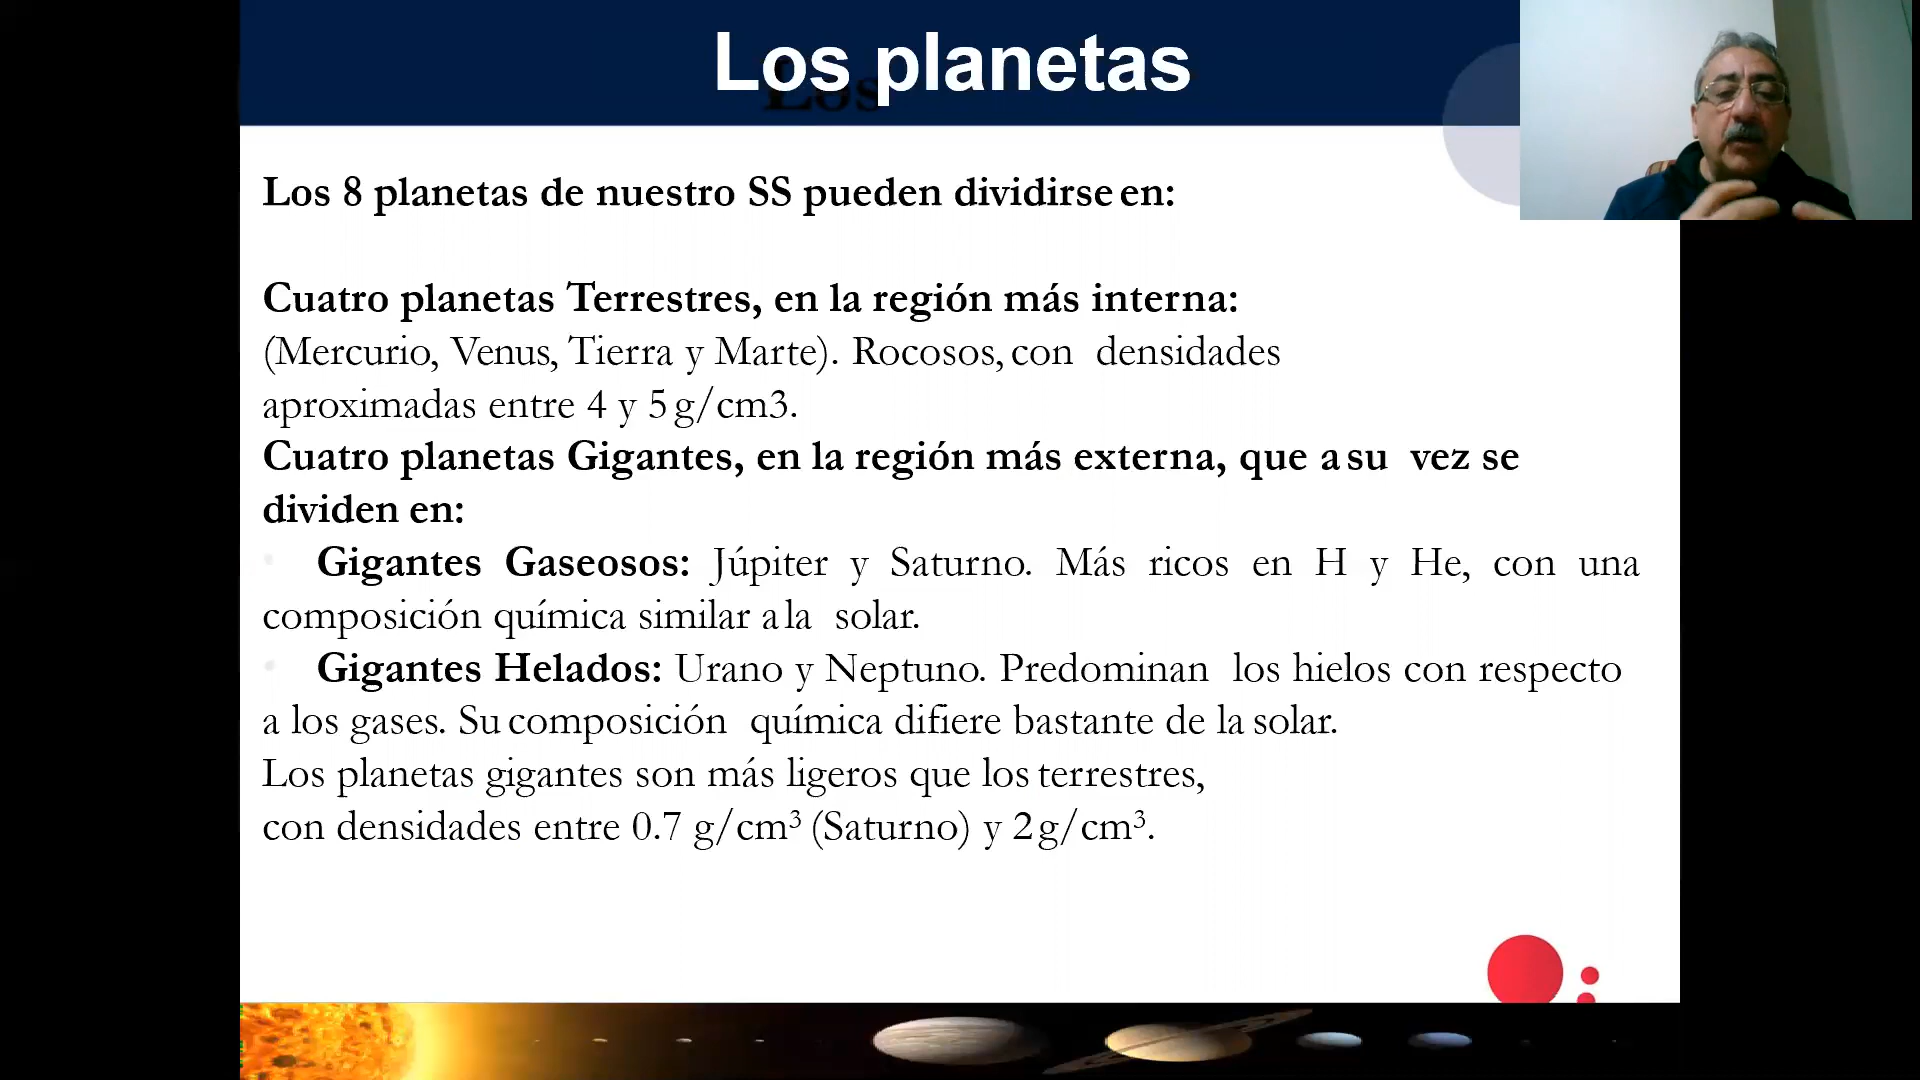 Los planetas
Los
Los 8 planetas de nuestro SS pueden dividirse en:
Cuatro planetas Terrestres, en la región más interna:
(Mercurio, Venus, Tierra y Marte). Rocosos, con densidades
aproximadas entre 4 y 5 g/cm3.
Cuatro planetas Gigantes, en la región más externa, que a su vez se
dividen en:
• Gigantes Gaseosos: Júpiter y Saturno. Más ricos en H y He, con una
composición química similar a la solar.
• Gigantes Helados: Urano y Neptuno. Predominan los hielos con respecto
a los gases. Su composición química difiere bastante de la solar.
Los planetas gigantes son más ligeros que los terrestres,
con densidades entre 0.7 g/cm³ (Saturno) y 2 g/cm³.